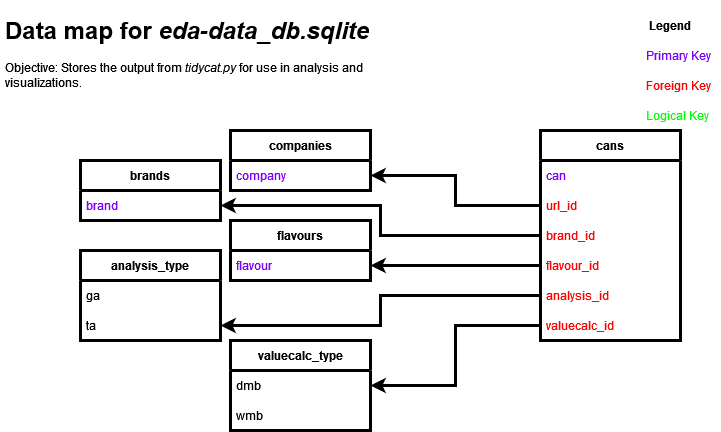 Data map for eda-data_db.sqlite
Objective: Stores the output from tidycat.py for use in analysis and
visualizations.
Legend
Primary Key
Foreign Key
Logical Key
companies
company
brands
brand
flavours
flavour
analysis_type
ga
ta
valuecalc_type
dmb
wmb
cans
can
url_id
brand_id
flavour_id
analysis_id
valuecalc_id